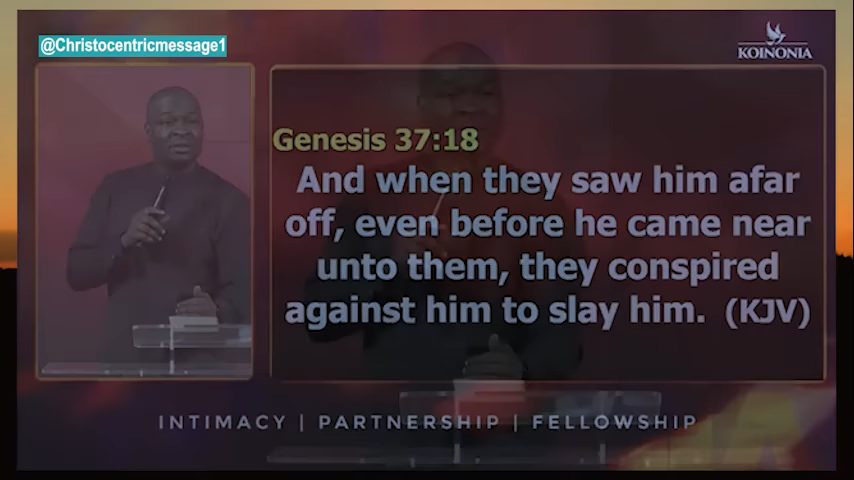 @Christocentricmessage1
KOINONIA
Genesis 37:18
And when they saw him afar
off, even before he came near
unto them, they conspired
against him to slay him. (KJV)
INTIMACY | PARTNERSHIP | FELLOWSHIP